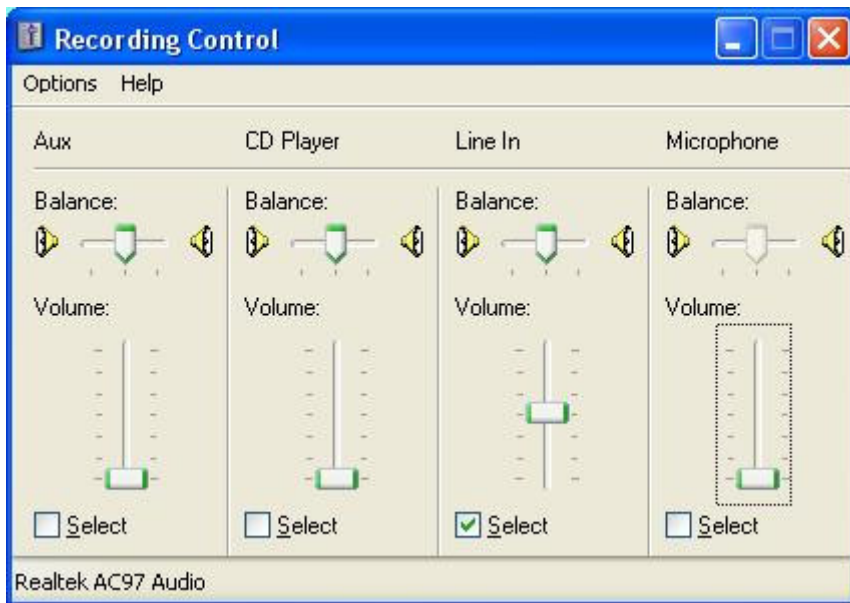 Recording Control
Options Help
Aux CD Player Line In Microphone
Balance: Balance: Balance: Balance:
Volume: Volume: Volume: Volume:
Select Select Select Select
Realtek AC97 Audio